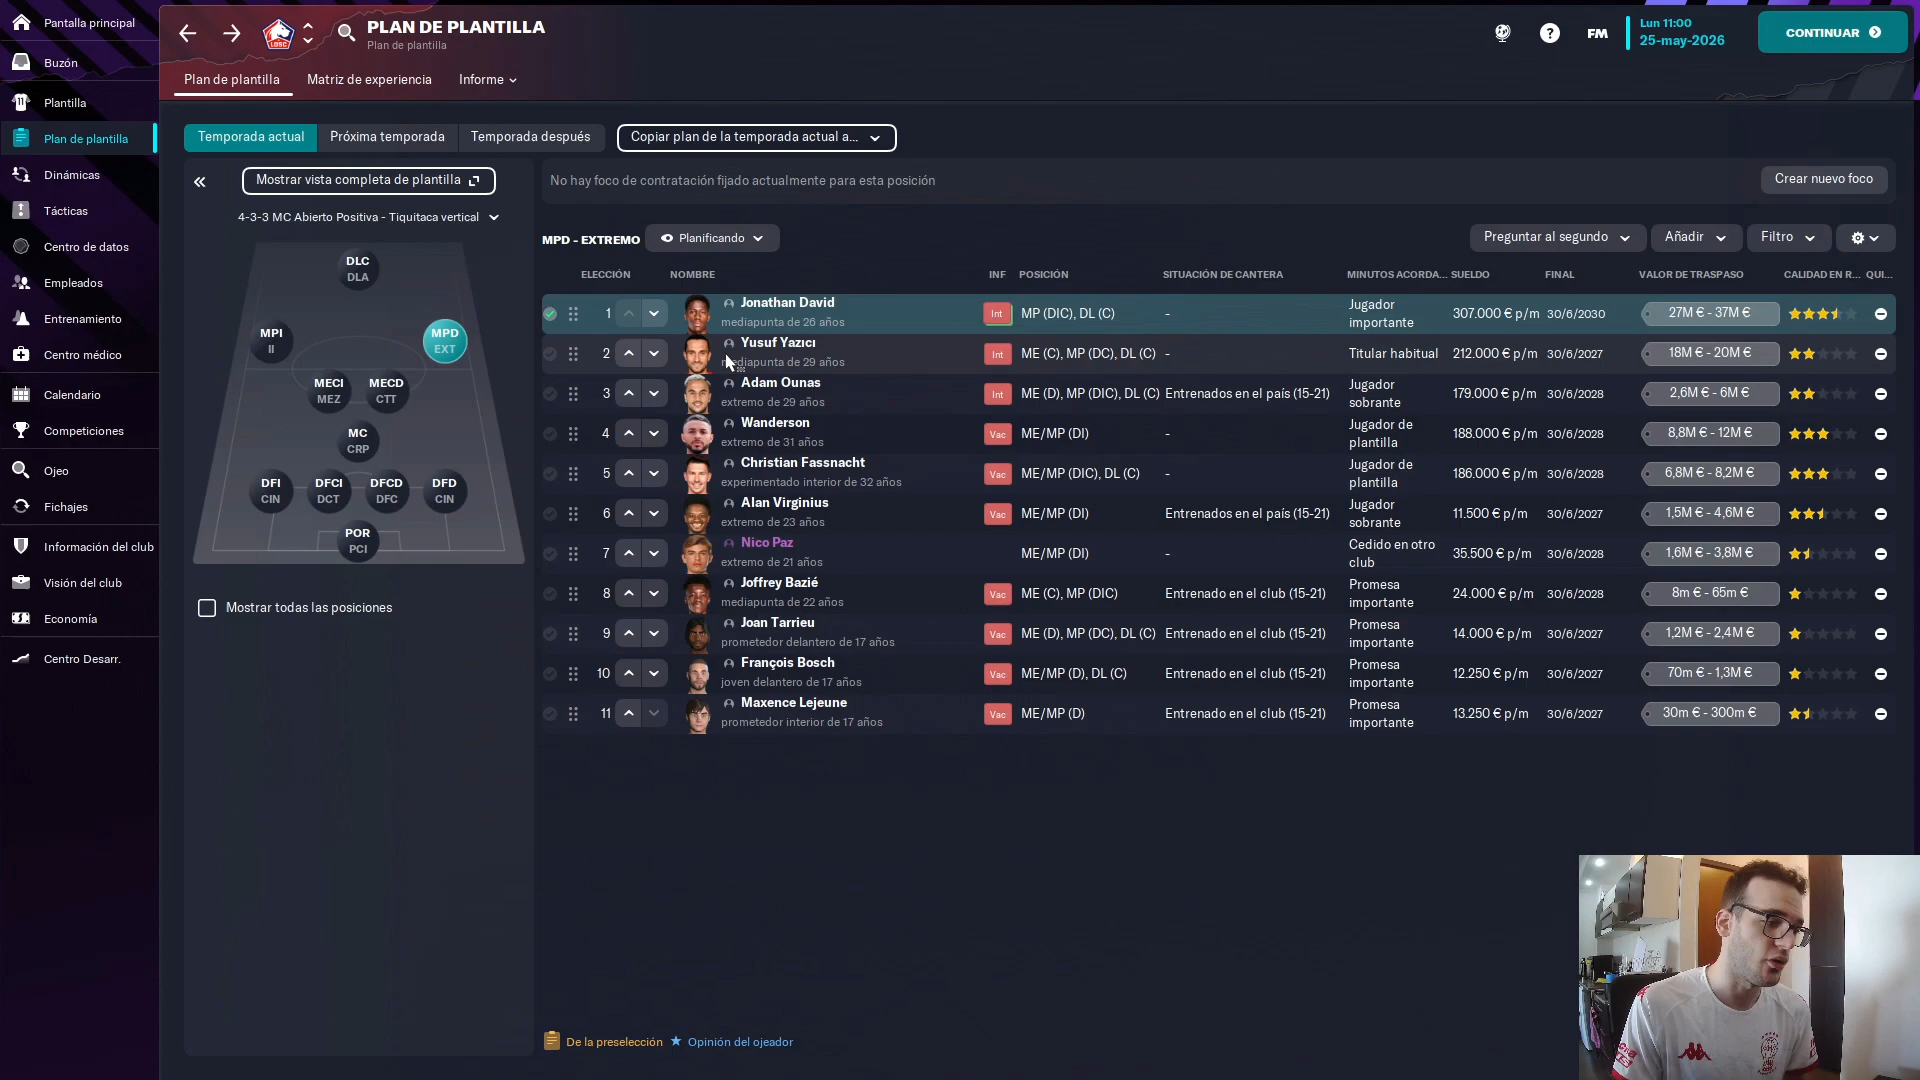 Pantalla principal
Buzón
Plantilla
Plan de plantilla
Dinámicas
Tácticas
Centro de datos
Empleados
Entrenamiento
Centro médico
Calendario
Competiciones
Ojeo
Fichajes
Información del club
Visión del club
Economía
Centro Desarr.
LOSC
PLAN DE PLANTILLA
Plan de plantilla
FM
Lun 11:00
25-may-2026
CONTINUAR
Plan de plantilla
Matriz de experiencia
Informe
Temporada actual
Próxima temporada
Temporada después
Copiar plan de la temporada actual a...
Mostrar vista completa de plantilla
4-3-3 MC Abierto Positiva - Tiquitaca vertical
DLC
DLA
MPI
II
MPD
EXT
MECI
MEZ
MECD
CTT
MC
CRP
DFI
CIN
DFCI
DCT
DFCD
DFC
DFD
CIN
POR
PCI
Mostrar todas las posiciones
No hay foco de contratación fijado actualmente para esta posición
Crear nuevo foco
MPD - EXTREMO
Planificando
Preguntar al segundo
Añadir
Filtro
ELECCIÓN NOMBRE INF POSICIÓN SITUACIÓN DE CANTERA MINUTOS ACORDA... SUELDO FINAL VALOR DE TRASPASO CALIDAD EN R... QUI...
1 Jonathan David
mediapunta de 26 años
Int MP (DIC), DL (C) - Jugador importante 307.000 € p/m 30/6/2030 27M € - 37M €
2 Yusuf Yazıcı
mediapunta de 29 años
Int ME (C), MP (DC), DL (C) - Titular habitual 212.000 € p/m 30/6/2028 18M € - 20M €
3 Adam Ounas
extremo de 29 años
Int ME (D), MP (DIC), DL (C) Entrenados en el país (15-21) Jugador sobrante 179.000 € p/m 30/6/2028 2,6M € - 6M €
4 Wanderson
extremo de 31 años
Vac ME/MP (DI) - Jugador de plantilla 188.000 € p/m 30/6/2028 8,8M € - 12M €
5 Christian Fassnacht
experimentado interior de 32 años
Vac ME/MP (DIC), DL (C) - Jugador de plantilla 186.000 € p/m 30/6/2028 6,8M € - 8,2M €
6 Alan Virginius
extremo de 23 años
Vac ME/MP (DI) Entrenados en el país (15-21) Jugador sobrante 11.500 € p/m 30/6/2027 1,5M € - 4,6M €
7 Nico Paz
extremo de 21 años
ME/MP (DI) - Cedido en otro club 35.500 € p/m 30/6/2028 1,6M € - 3,8M €
8 Joffrey Bazié
mediapunta de 22 años
Vac ME (C), MP (DIC) Entrenado en el club (15-21) Promesa importante 24.000 € p/m 30/6/2028 8m € - 65m €
9 Joan Tarrieu
prometedor delantero de 17 años
Vac ME (D), MP (DC), DL (C) Entrenado en el club (15-21) Promesa importante 14.000 € p/m 30/6/2027 1,2M € - 2,4M €
10 François Bosch
joven delantero de 17 años
Vac ME/MP (D), DL (C) Entrenado en el club (15-21) Promesa importante 12.250 € p/m 30/6/2027 70m € - 1,3M €
11 Maxence Lejeune
prometedor interior de 17 años
Vac ME/MP (D) Entrenado en el club (15-21) Promesa importante 13.250 € p/m 30/6/2027 30m € - 300m €
De la preselección
Opinión del ojeador